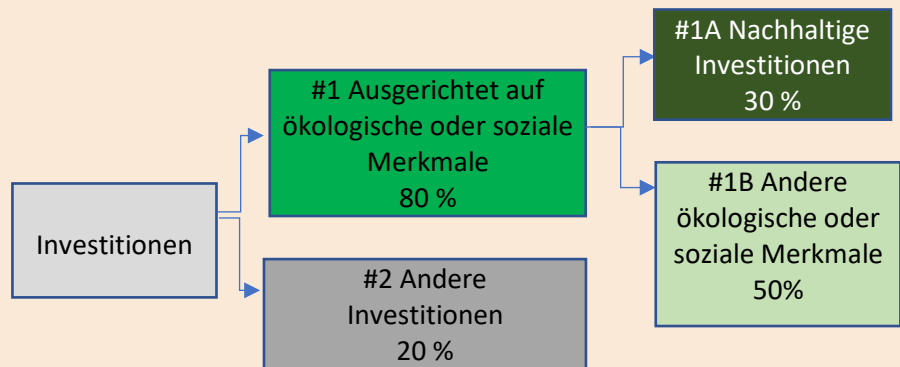 Investitionen
#1 Ausgerichtet auf
ökologische oder soziale
Merkmale
80 %
#2 Andere
Investitionen
20 %
#1A Nachhaltige
Investitionen
30 %
#1B Andere
ökologische oder
soziale Merkmale
50%